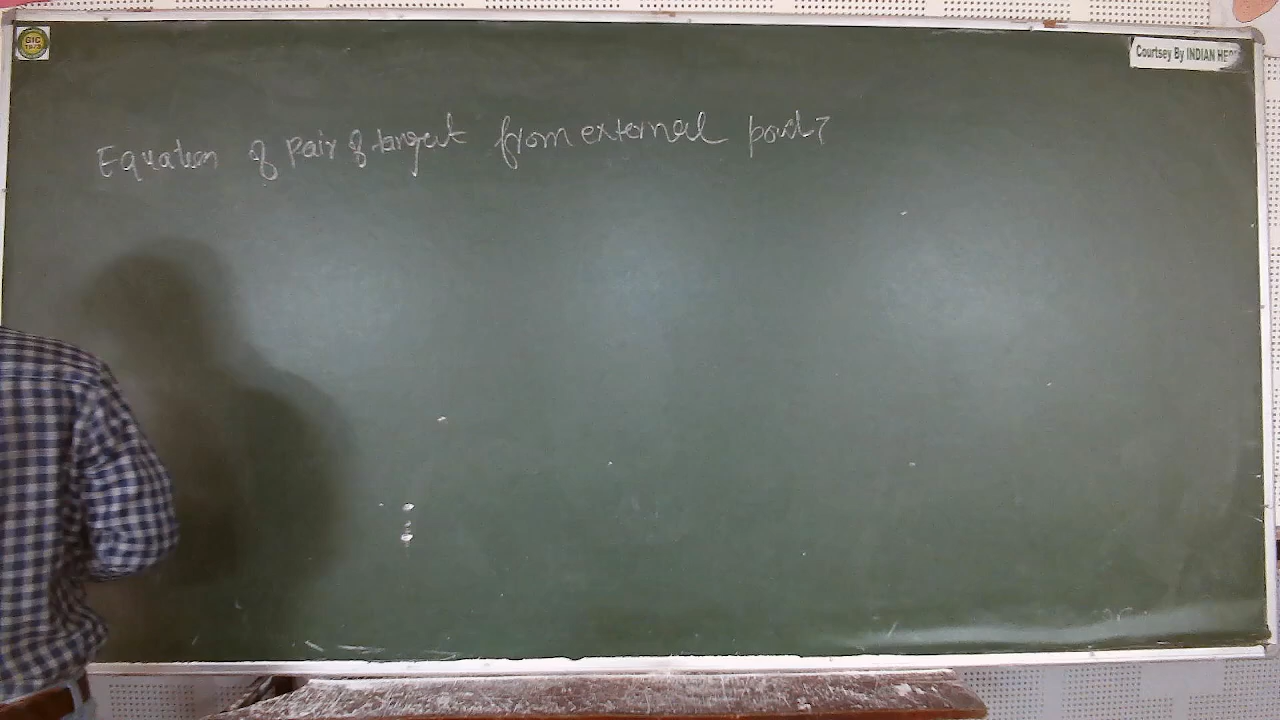 Courtsey By INDIAN
Equation of pair of tangent from external point?